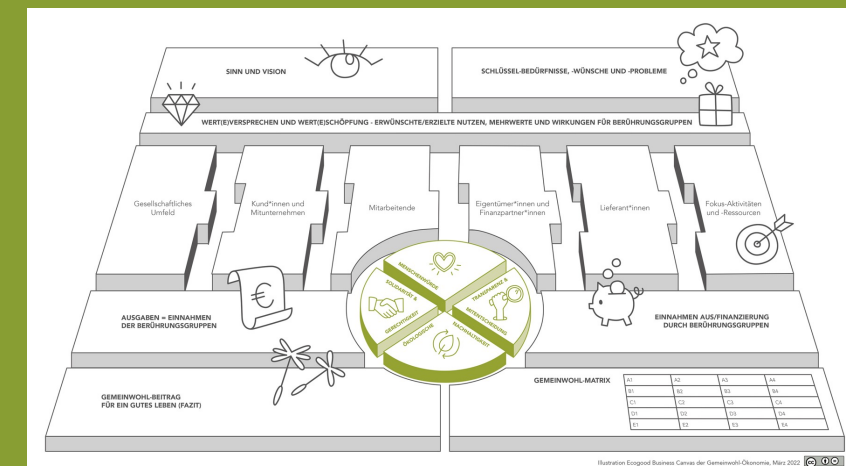 SINN UND VISION
SCHLÜSSEL-BEDÜRFNISSE, -WÜNSCHE UND -PROBLEME
WERT(E)VERSPRECHEN UND WERT(E)SCHÖPFUNG - ERWÜNSCHTE/ERZIELTE NUTZEN, MEHRWERTE UND WIRKUNGEN FÜR BERÜHRUNGSGRUPPEN
Gesellschaftliches
Umfeld
Kund*innen und
Mitunternehmen
Mitarbeitende
Eigentümer*innen und
Finanzpartner*innen
Lieferant*innen
Fokus-Aktivitäten
und -Ressourcen
MENSCHENWÜRDE
SOLIDARITÄT &
GERECHTIGKEIT
TRANSPARENZ &
MITENTSCHEIDUNG
ÖKOLOGISCHE
NACHHALTIGKEIT
€
AUSGABEN = EINNAHMEN
DER BERÜHRUNGSGRUPPEN
EINNAHMEN AUS/FINANZIERUNG
DURCH BERÜHRUNGSGRUPPEN
GEMEINWOHL-BEITRAG
FÜR EIN GUTES LEBEN (FAZIT)
GEMEINWOHL-MATRIX
A1 A2 A3 A4
B1 B2 B3 B4
C1 C2 C3 C4
D1 D2 D3 D4
E1 E2 E3 E4
Illustration Ecogood Business Canvas der Gemeinwohl-Ökonomie, März 2022